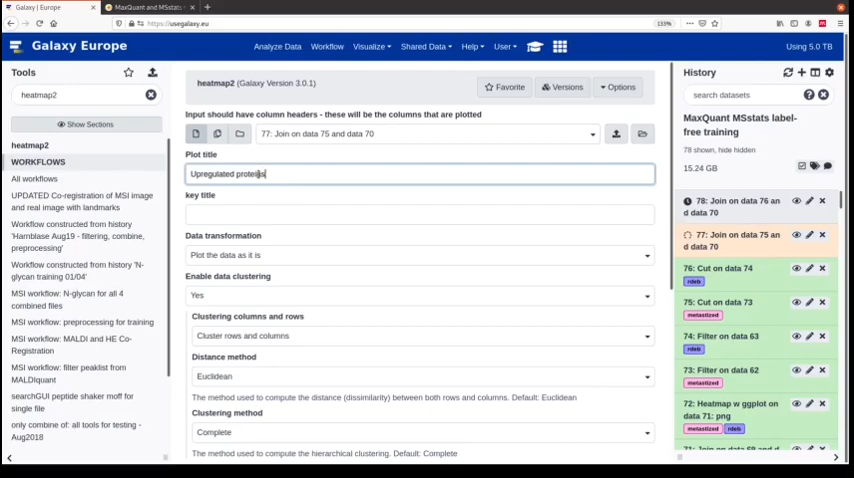 Galaxy | Europe
MaxQuant and MSstats
https://usegalaxy.eu
133%
Galaxy Europe
Analyze Data
Workflow
Visualize
Shared Data
Help
User
Using 5.0 TB
Tools
heatmap2
Show Sections
heatmap2
WORKFLOWS
All workflows
UPDATED Co-registration of MSI image
and real image with landmarks
Workflow constructed from history
'Harnblase Aug19 - filtering, combine,
preprocessing'
Workflow constructed from history 'N-
glycan training 01/04'
MSI workflow: N-glycan for all 4
combined files
MSI workflow: preprocessing for training
MSI workflow: MALDI and HE Co-
Registration
MSI workflow: filter peaklist from
MALDIquant
searchGUI peptide shaker moff for
single file
only combine of: all tools for testing -
Aug2018
heatmap2 (Galaxy Version 3.0.1)
Favorite
Versions
Options
Input should have column headers - these will be the columns that are plotted
77: Join on data 75 and data 70
Plot title
Upregulated proteins
key title
Data transformation
Plot the data as it is
Enable data clustering
Yes
Clustering columns and rows
Cluster rows and columns
Distance method
Euclidean
The method used to compute the distance (dissimilarity) between both rows and columns. Default: Euclidean
Clustering method
Complete
The method used to compute the hierarchical clustering. Default: Complete
History
search datasets
MaxQuant MSstats label-
free training
78 shown, hide hidden
15.24 GB
78: Join on data 76 an
d data 70
77: Join on data 75 an
d data 70
76: Cut on data 74
rdeb
75: Cut on data 73
metastized
74: Filter on data 63
rdeb
73: Filter on data 62
metastized
72: Heatmap w ggplot on
data 71: png
metastized
rdeb